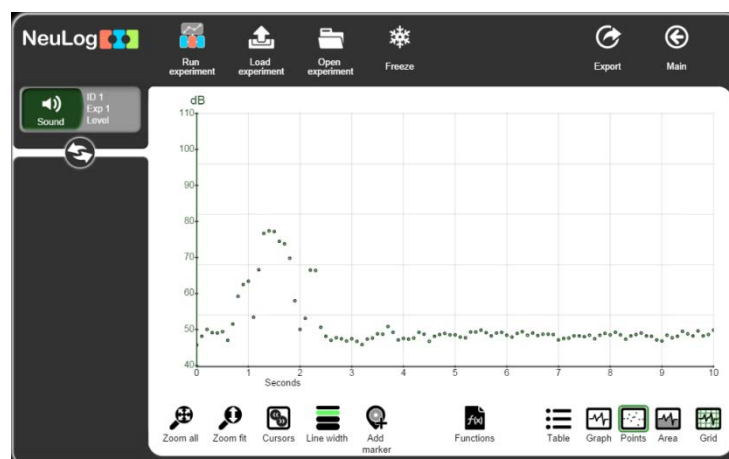 NeuLog
Run
experiment
Load
experiment
Open
experiment
Freeze
Export
Main
Sound
ID 1
Exp 1
Level
dB
110
100
90
80
70
60
50
40
0 1 2 3 4 5 6 7 8 9 10
Seconds
Zoom all
Zoom fit
Cursors
Line width
Add
marker
f(x)
Functions
Table
Graph
Points
Area
Grid